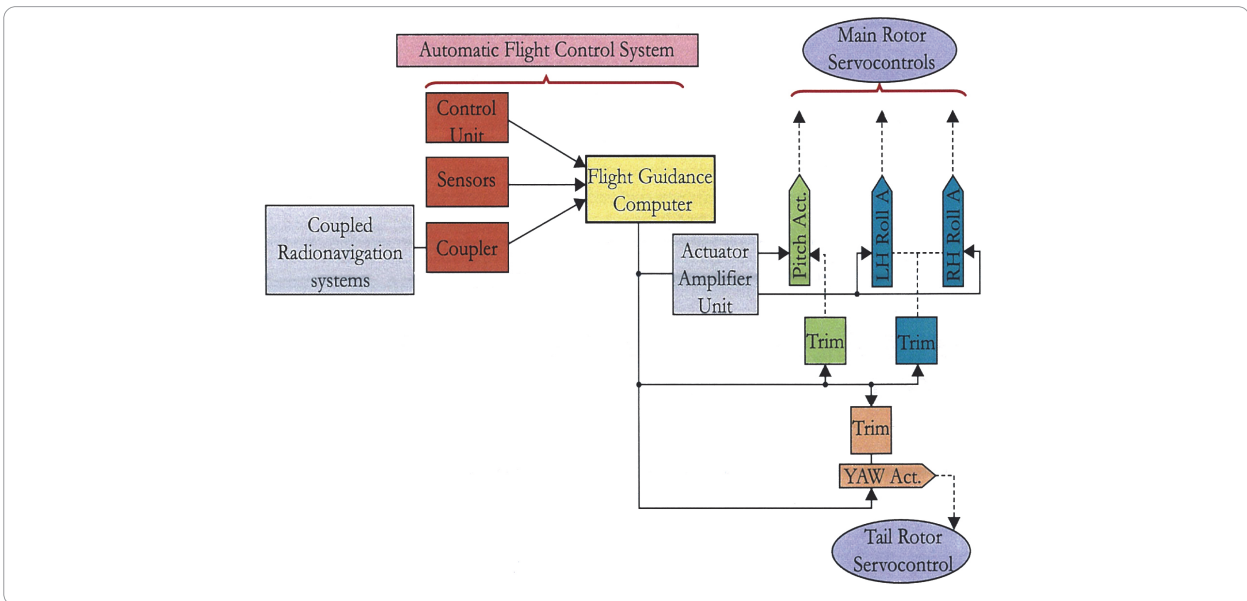 Automatic Flight Control System
Main Rotor
Servocontrols
Control
Unit
Sensors
Flight Guidance
Computer
Coupled
Radionavigation
systems
Coupler
Actuator
Amplifier
Unit
Pitch Act.
LH Roll A
RH Roll A
Trim
Trim
Trim
YAW Act.
Tail Rotor
Servocontrol